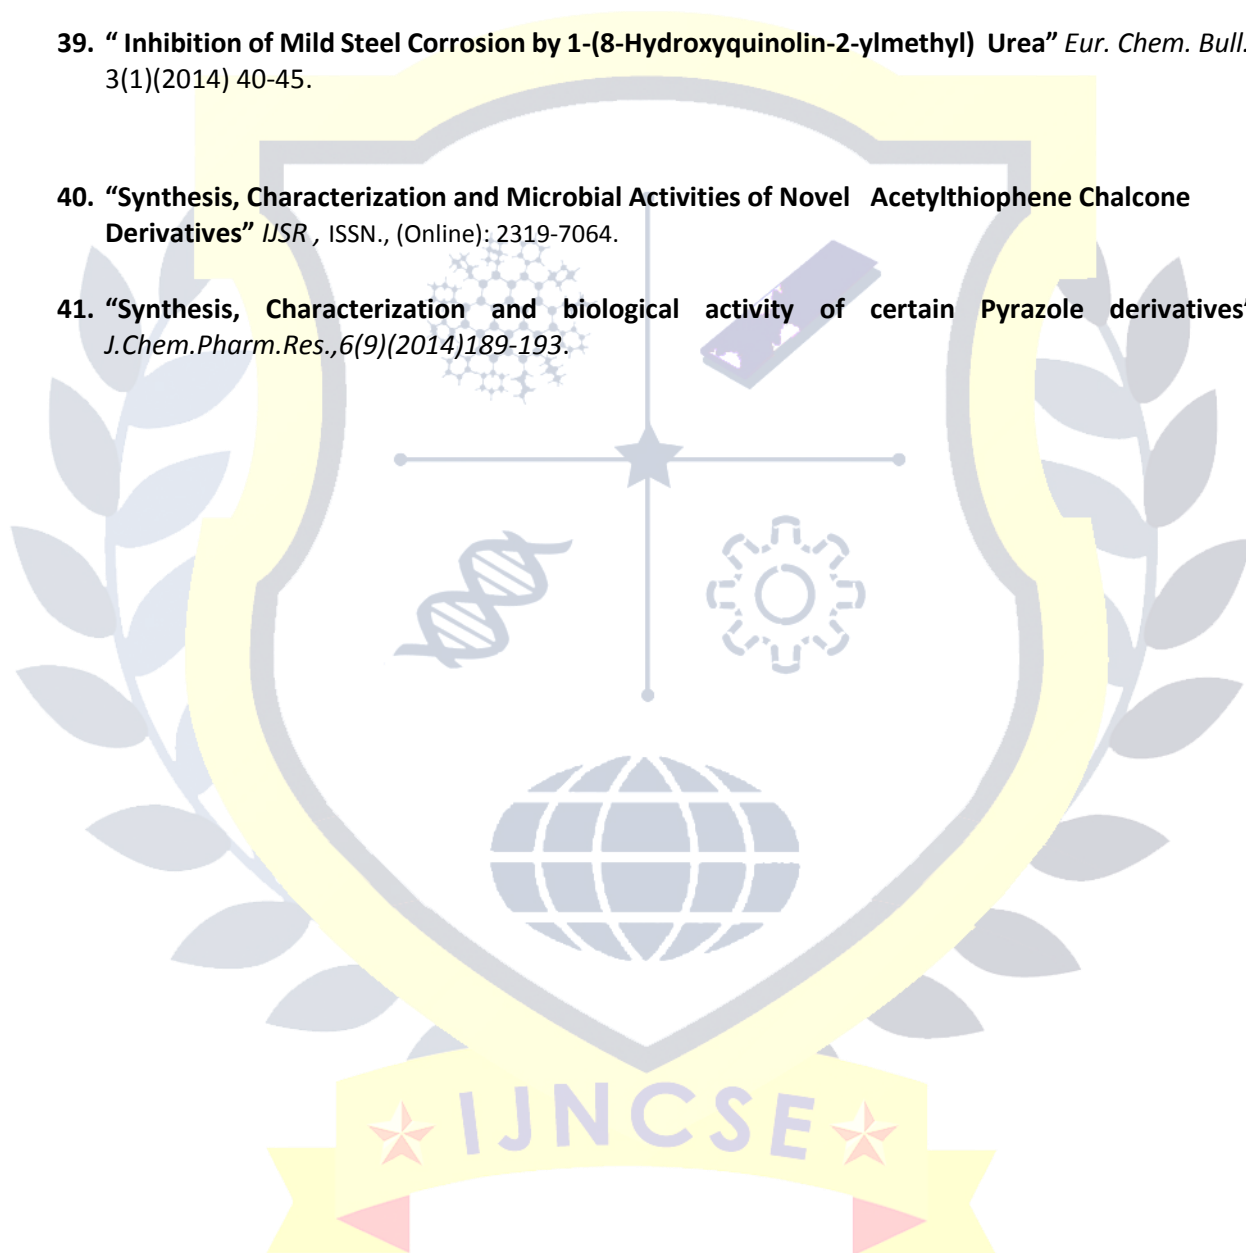 39. “ Inhibition of Mild Steel Corrosion by 1-(8-Hydroxyquinolin-2-ylmethyl) Urea” Eur. Chem. Bull.
3(1)(2014) 40-45.
40. “Synthesis, Characterization and Microbial Activities of Novel Acetylthiophene Chalcone
Derivatives” IJSR , ISSN., (Online): 2319-7064.
41. “Synthesis, Characterization and biological activity of certain Pyrazole derivatives”
J.Chem.Pharm.Res.,6(9)(2014)189-193.
IJNCSE